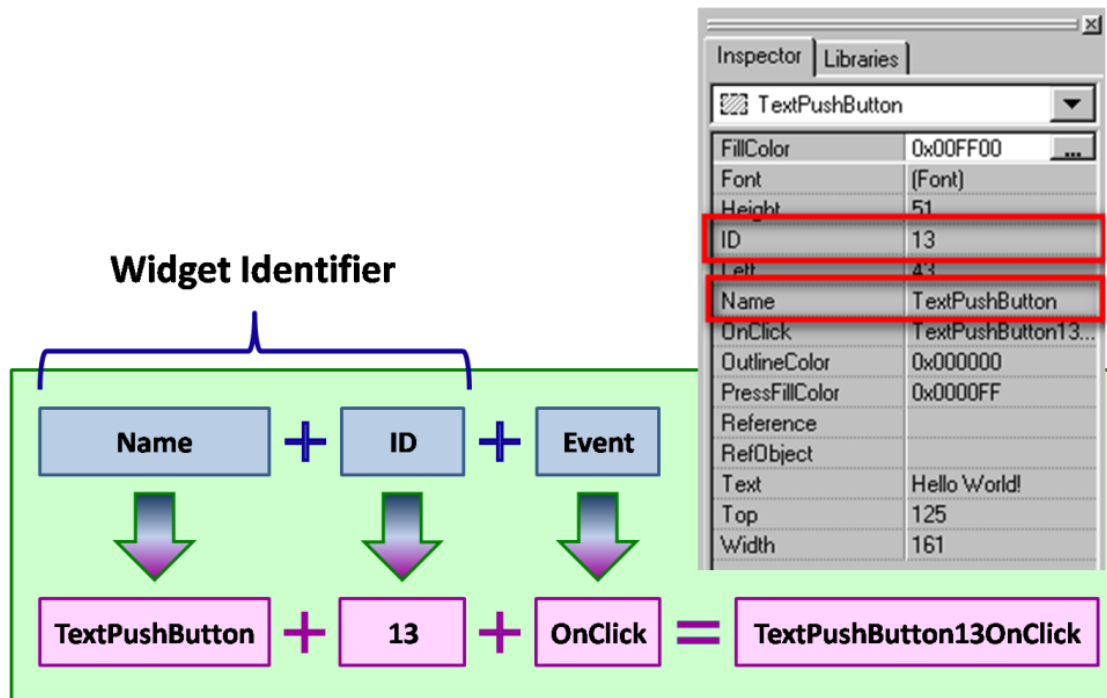 Inspector Libraries
TextPushButton
FillColor 0x00FF00 ...
Font (Font)
Height 51
ID 13
Left 43
Name TextPushButton
OnClick TextPushButton13...
OutlineColor 0x000000
PressFillColor 0x0000FF
Reference
RefObject
Text Hello World!
Top 125
Width 161
Widget Identifier
Name + ID + Event
TextPushButton + 13 + OnClick = TextPushButton13OnClick